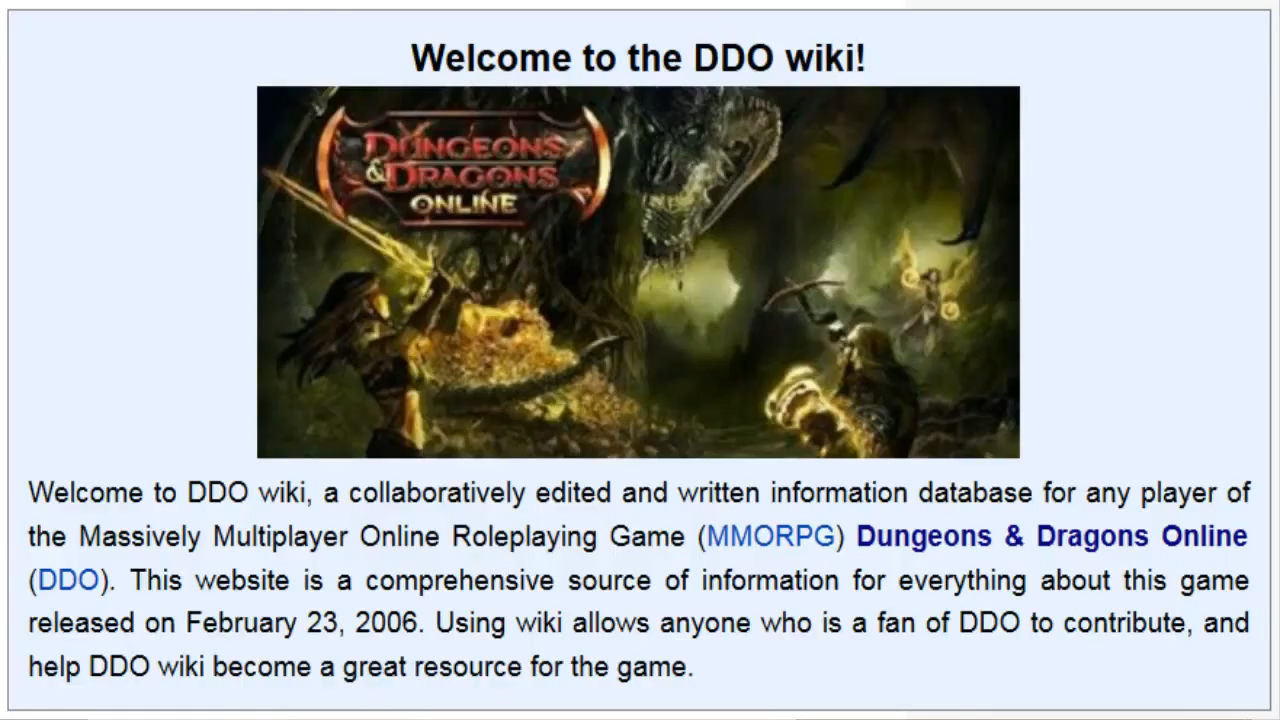 Welcome to the DDO wiki!
DUNGEONS
& DRAGONS
ONLINE
Welcome to DDO wiki, a collaboratively edited and written information database for any player of
the Massively Multiplayer Online Roleplaying Game (MMORPG) Dungeons & Dragons Online
(DDO). This website is a comprehensive source of information for everything about this game
released on February 23, 2006. Using wiki allows anyone who is a fan of DDO to contribute, and
help DDO wiki become a great resource for the game.